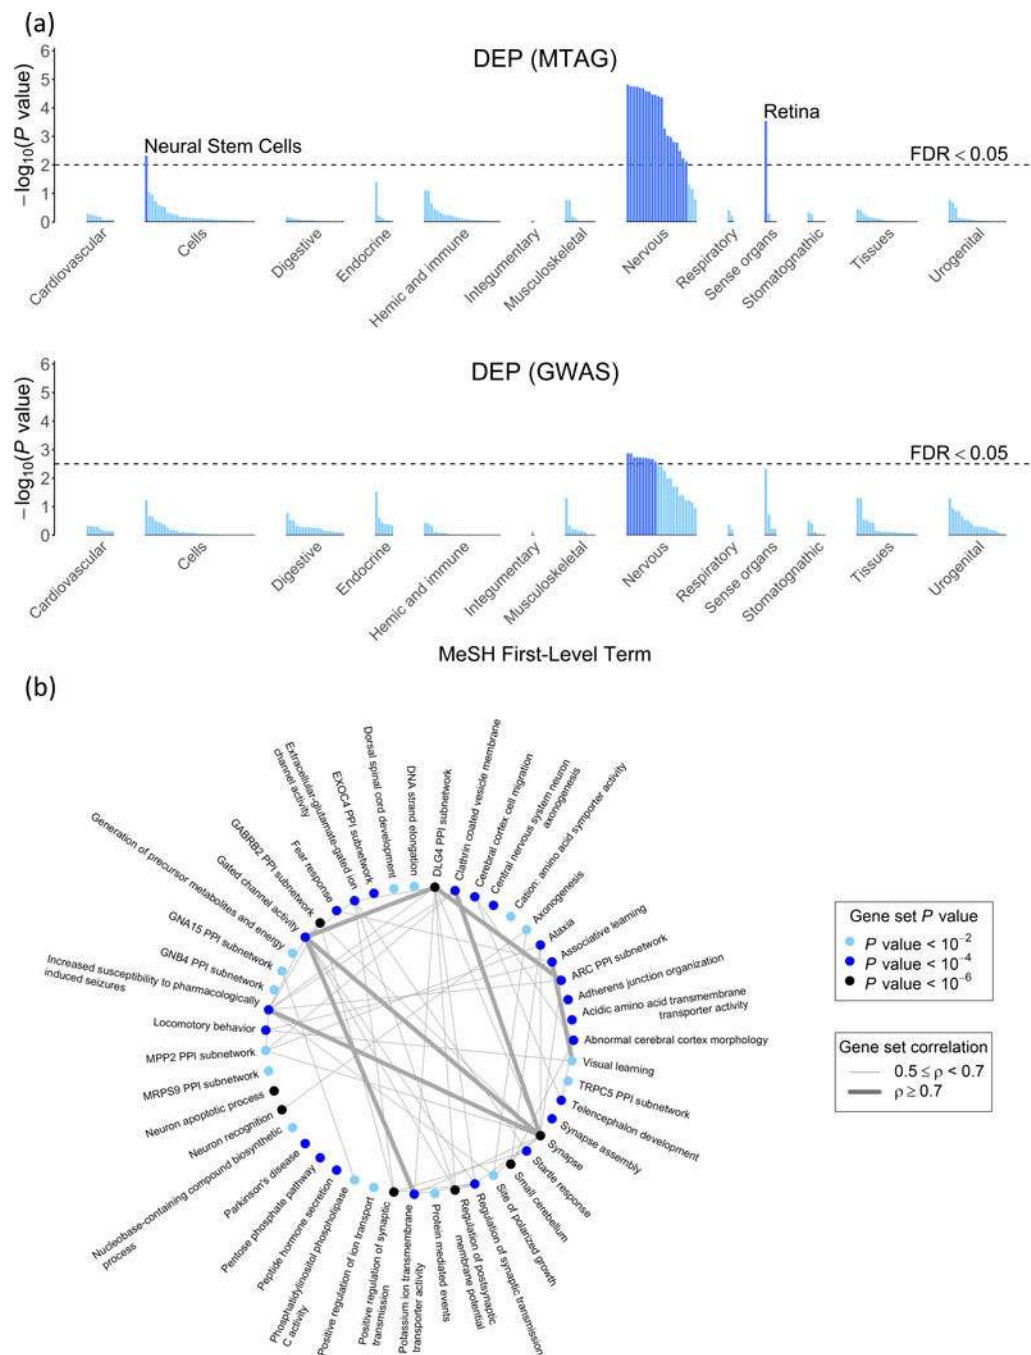 (a)
DEP (MTAG)
6
5
4
3
2
1
0
−log10(P value)
Neural Stem Cells
Retina
FDR < 0.05
Cardiovascular
Cells
Digestive
Endocrine
Hemic and immune
Integumentary
Musculoskeletal
Nervous
Respiratory
Sense organs
Stomatognathic
Tissues
Urogenital
DEP (GWAS)
6
5
4
3
2
1
0
−log10(P value)
FDR < 0.05
Cardiovascular
Cells
Digestive
Endocrine
Hemic and immune
Integumentary
Musculoskeletal
Nervous
Respiratory
Sense organs
Stomatognathic
Tissues
Urogenital
MeSH First-Level Term
(b)
DLG4 PPI subnetwork
Clathrin coated vesicle membrane
Cerebral cortex cell migration
Central nervous system neuron
axonogenesis
Cation: amino acid symporter activity
Axonogenesis
Ataxia
Associative learning
ARC PPI subnetwork
Adherens junction organization
Acidic amino acid transmembrane
transporter activity
Abnormal cerebral cortex morphology
Visual learning
TRPC5 PPI subnetwork
Telencephalon development
Synapse assembly
Synapse
Startle response
Small cerebellum
Site of polarized growth
Regulation of synaptic transmission
Regulation of postsynaptic
membrane potential
Protein mediated events
Potassium ion transmembrane
transporter activity
Positive regulation of synaptic
transmission
Positive regulation of ion transport
Phosphatidylinositol phospholipase
C activity
Peptide hormone secretion
Pentose phosphate pathway
Parkinson's disease
Nucleobase-containing compound biosynthetic
process
Neuron recognition
Neuron apoptotic process
MRPS9 PPI subnetwork
MPP2 PPI subnetwork
Locomotory behavior
Increased susceptibility to pharmacologically
induced seizures
GNB4 PPI subnetwork
GNA15 PPI subnetwork
Generation of precursor metabolites and energy
Gated channel activity
GABRB2 PPI subnetwork
Fear response
Extracellular-glutamate-gated ion
channel activity
EXOC4 PPI subnetwork
Dorsal spinal cord development
DNA strand elongation
Gene set P value
P value < 10−2
P value < 10−4
P value < 10−6
Gene set correlation
0.5 ≤ ρ < 0.7
ρ ≥ 0.7